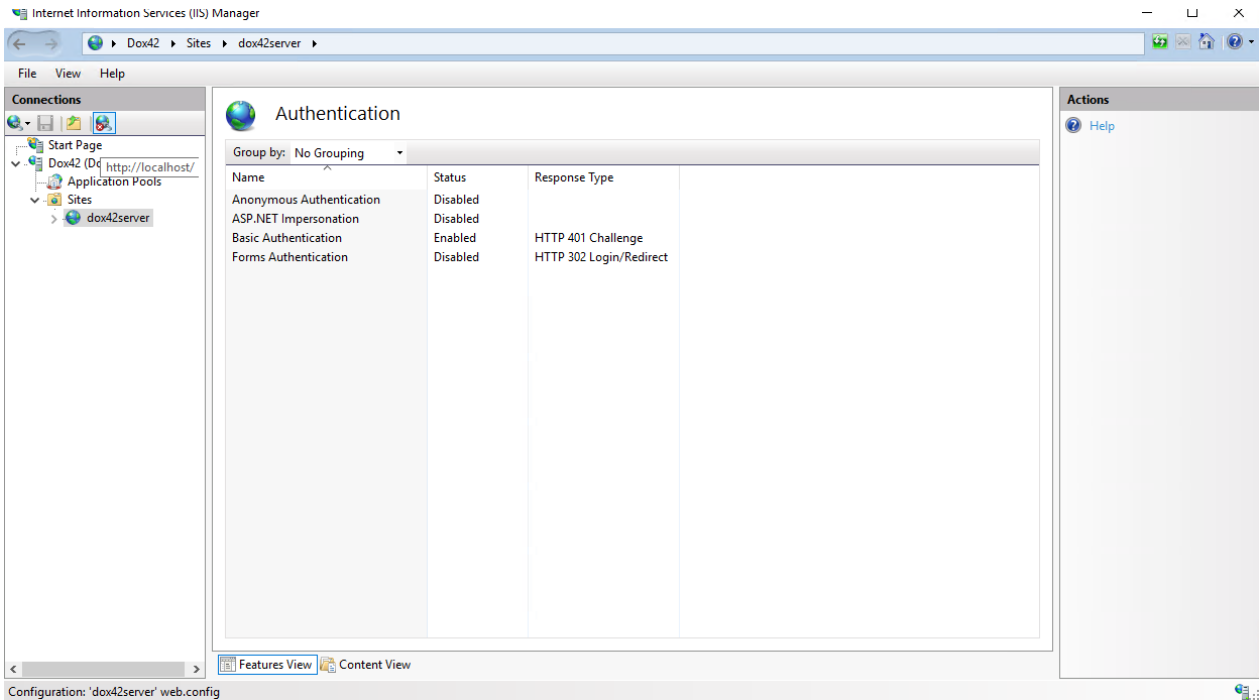 Internet Information Services (IIS) Manager
Dox42 Sites dox42server
File View Help
Connections
Start Page
Dox42 (Do
http://localhost/
Application Pools
Sites
dox42server
Authentication
Group by: No Grouping
Name Status Response Type
Anonymous Authentication Disabled
ASP.NET Impersonation Disabled
Basic Authentication Enabled HTTP 401 Challenge
Forms Authentication Disabled HTTP 302 Login/Redirect
Features View Content View
Actions
Help
Configuration: 'dox42server' web.config